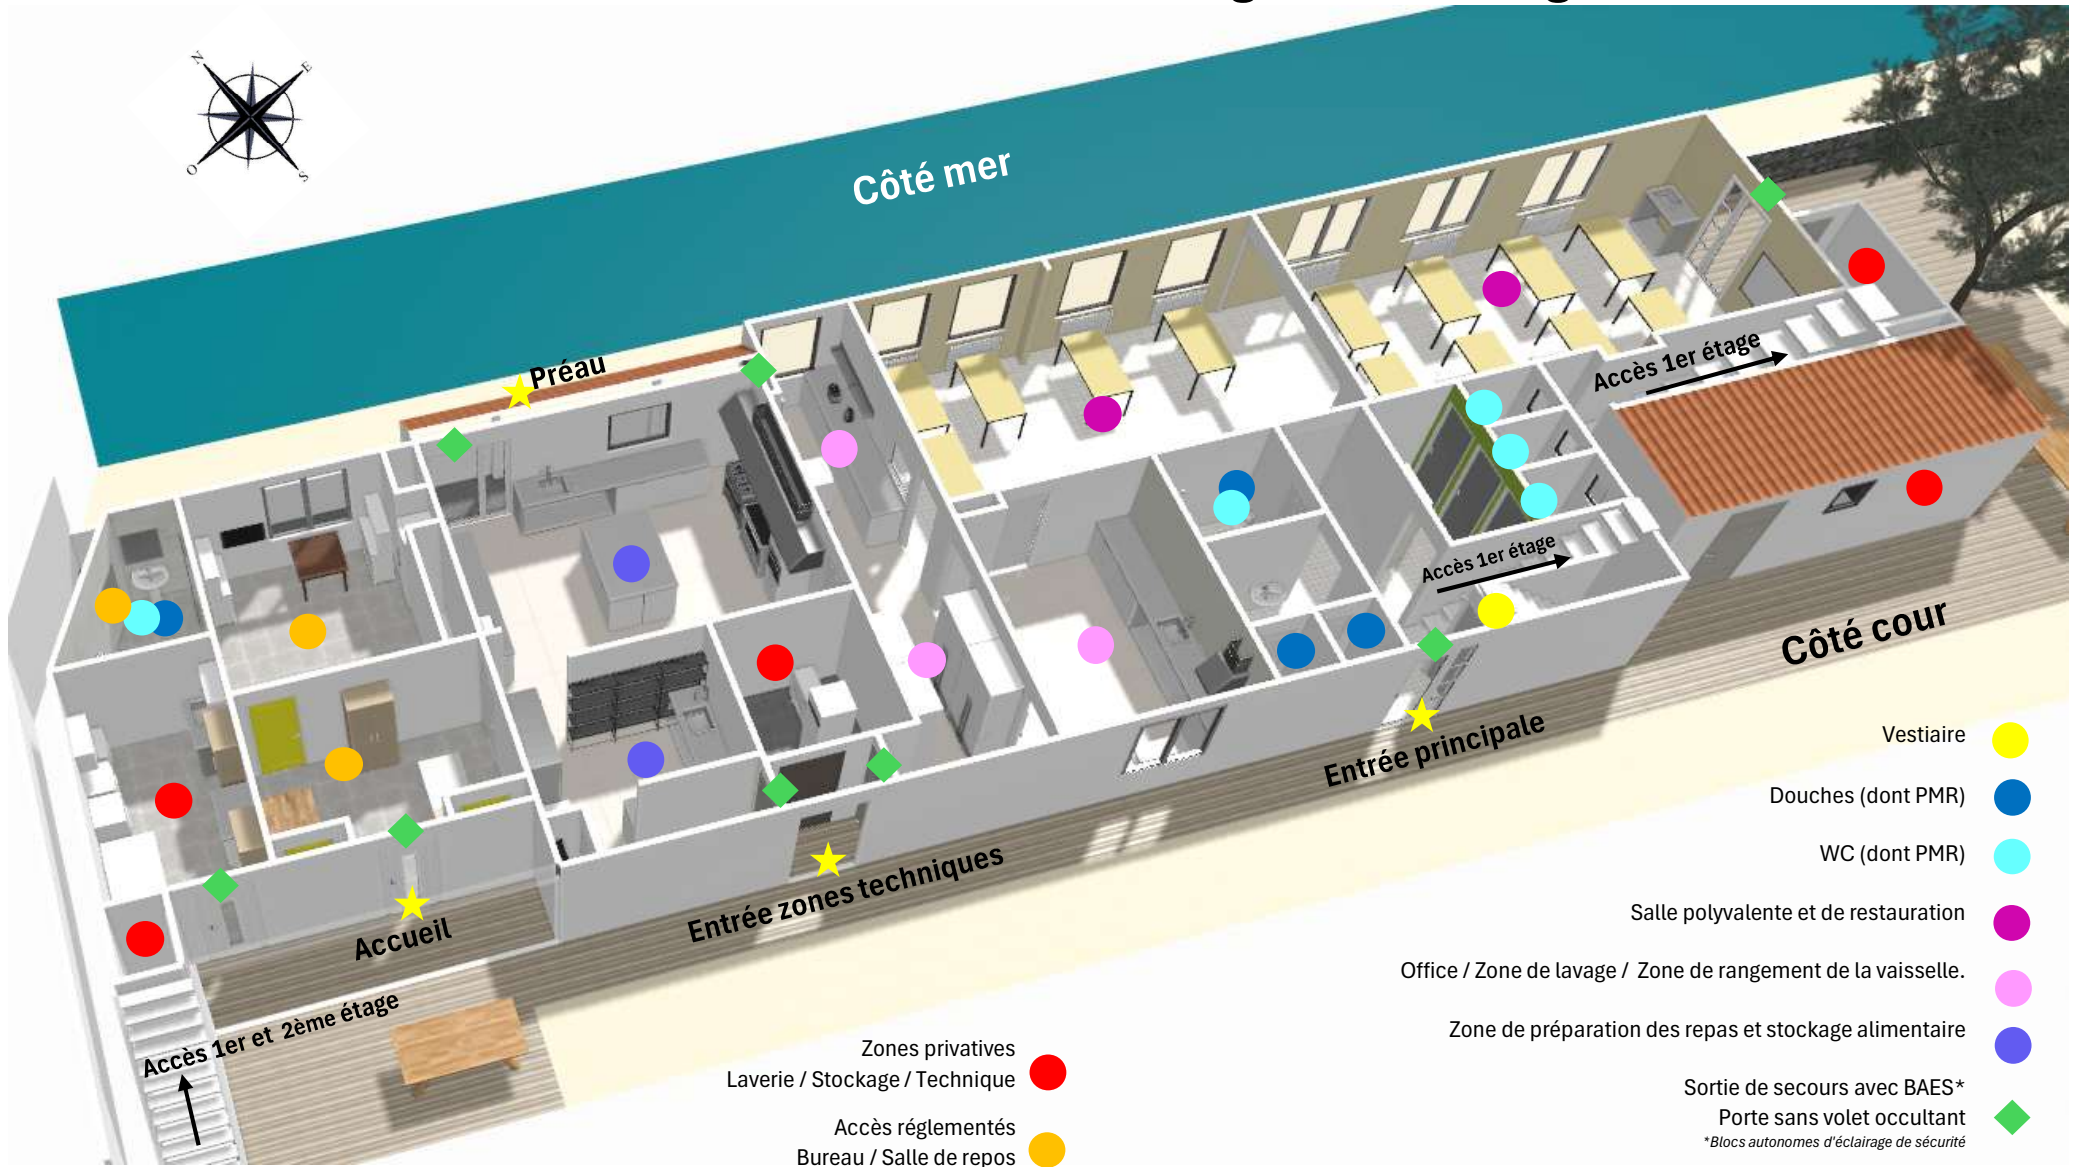 N
E
O
S
Côté mer
Préau
Accès 1er étage
Accès 1er étage
Côté cour
Entrée principale
Entrée zones techniques
Accueil
Accès 1er et 2ème étage
Vestiaire
Douches (dont PMR)
WC (dont PMR)
Salle polyvalente et de restauration
Office / Zone de lavage / Zone de rangement de la vaisselle.
Zone de préparation des repas et stockage alimentaire
Sortie de secours avec BAES*
Porte sans volet occultant
*Blocs autonomes d'éclairage de sécurité
Zones privatives
Laverie / Stockage / Technique
Accès réglementés
Bureau / Salle de repos